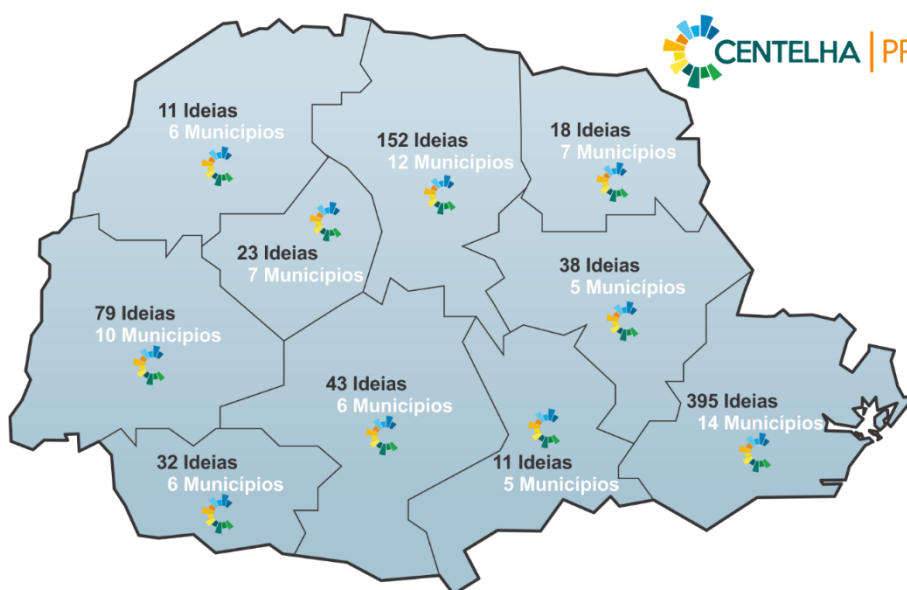 CENTELHA | PR
11 Ideias
6 Municípios
152 Ideias
12 Municípios
18 Ideias
7 Municípios
23 Ideias
7 Municípios
38 Ideias
5 Municípios
79 Ideias
10 Municípios
43 Ideias
6 Municípios
395 Ideias
14 Municípios
32 Ideias
6 Municípios
11 Ideias
5 Municípios